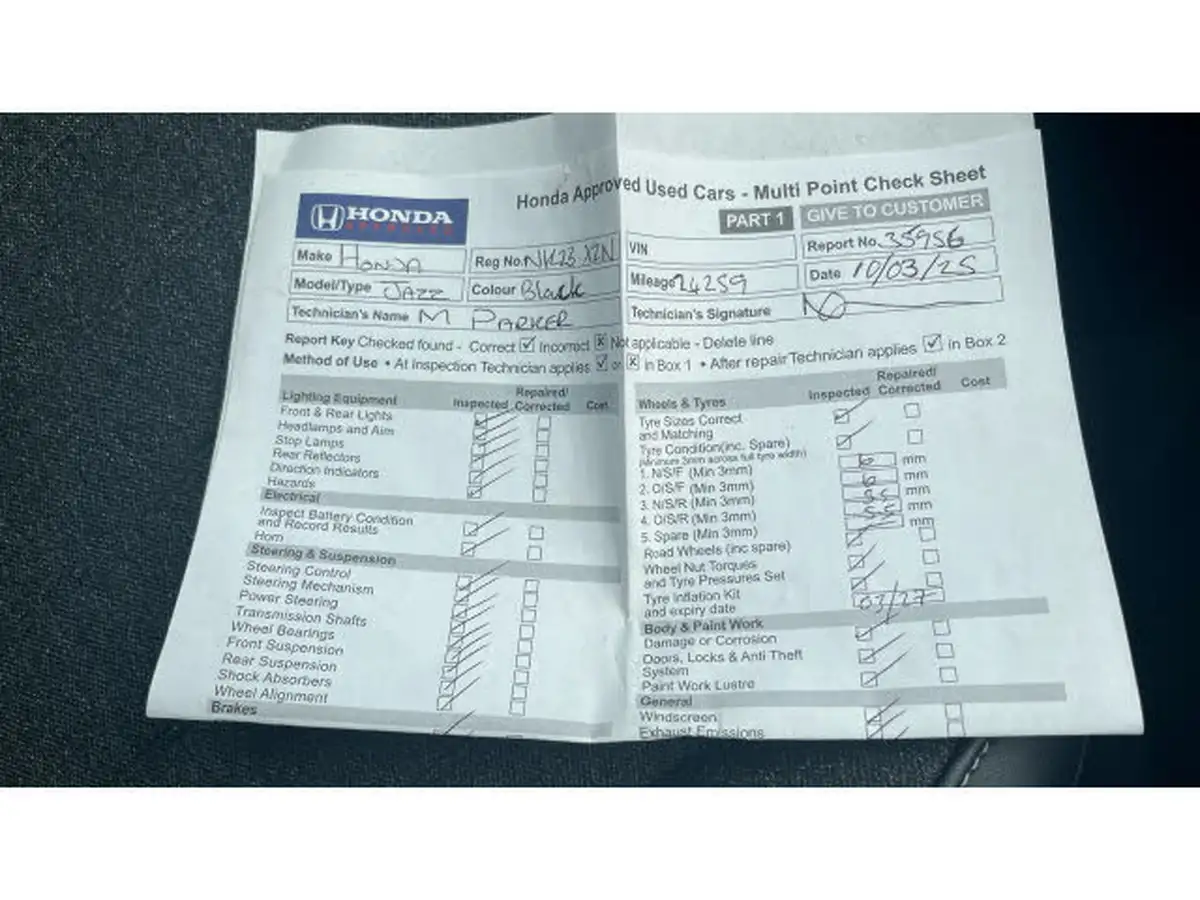 Honda Approved Used Cars - Multi Point Check Sheet
HONDA
PART 1 GIVE TO CUSTOMER
Make Honda Reg No. NK23 XZN VIN Report No. 35956
Model/Type Jazz Colour Black Mileage 24259 Date 10/03/25
Technician's Name M PARKER Technician's Signature
Report Key Checked found - Correct ☑ Incorrect ☒ Not applicable - Delete line
Method of Use • At Inspection Technician applies ☑ or ☒ in Box 1 • After repair Technician applies ☑ in Box 2
Lighting Equipment Inspected Repaired/ Corrected Cost
Front & Rear Lights
Headlamps and Aim
Stop Lamps
Rear Reflectors
Direction Indicators
Hazards
Electrical
Inspect Battery Condition
and Record Results
Horn
Steering & Suspension
Steering Control
Steering Mechanism
Power Steering
Transmission Shafts
Wheel Bearings
Front Suspension
Rear Suspension
Shock Absorbers
Wheel Alignment
Brakes
Wheels & Tyres Inspected Repaired/ Corrected Cost
Tyre Sizes Correct
and Matching
Tyre Condition(inc. Spare)
(Minimum 3mm across full tyre width)
1. N/S/F (Min 3mm) 6 mm
2. O/S/F (Min 3mm) 6 mm
3. N/S/R (Min 3mm) mm
4. O/S/R (Min 3mm) mm
5. Spare (Min 3mm) mm
Road Wheels (inc spare)
Wheel Nut Torques
and Tyre Pressures Set
Tyre Inflation Kit
and expiry date 03/27
Body & Paint Work
Damage or Corrosion
Doors, Locks & Anti Theft
System
Paint Work Lustre
General
Windscreen
Exhaust Emissions